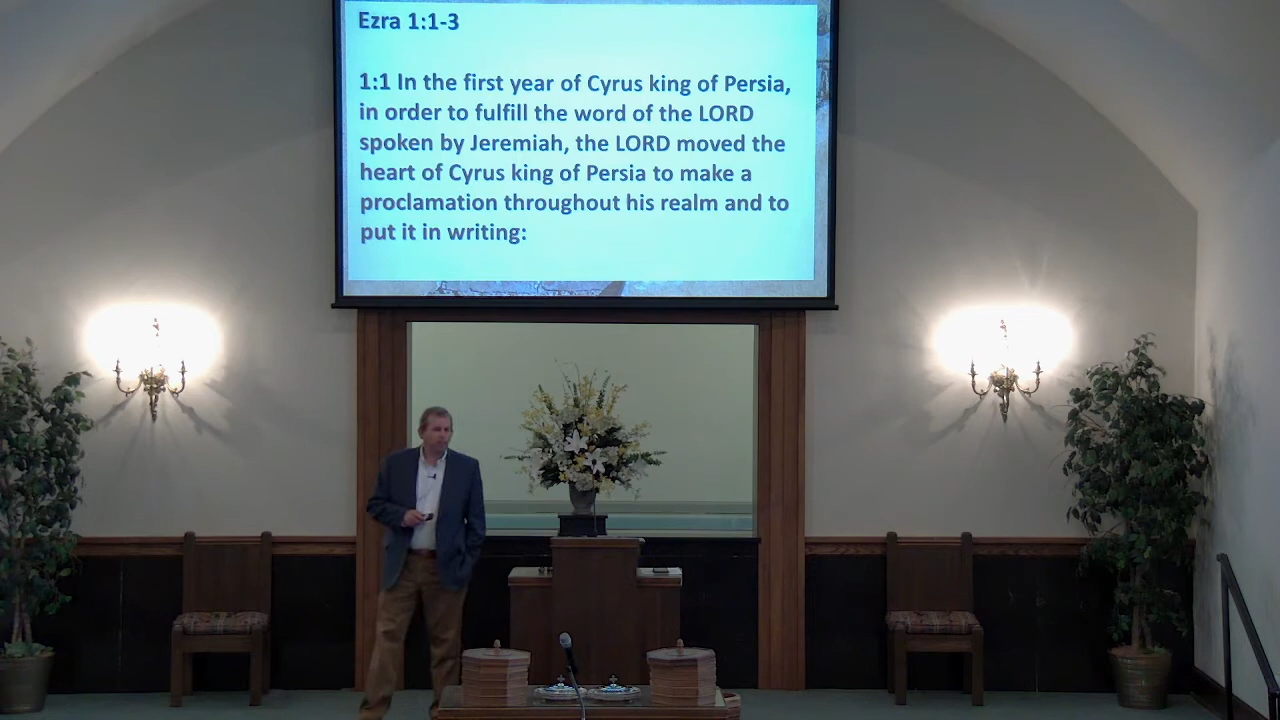 Ezra 1:1-3
1:1 In the first year of Cyrus king of Persia,
in order to fulfill the word of the LORD
spoken by Jeremiah, the LORD moved the
heart of Cyrus king of Persia to make a
proclamation throughout his realm and to
put it in writing: